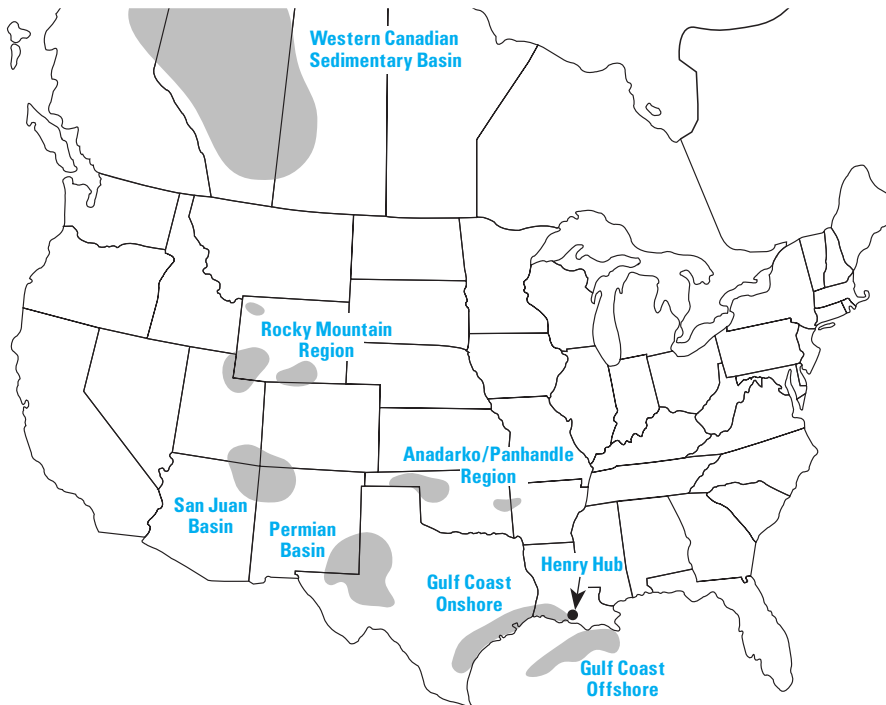 Western Canadian
Sedimentary Basin
Rocky Mountain
Region
Anadarko/Panhandle
Region
San Juan
Basin
Permian
Basin
Henry Hub
Gulf Coast
Onshore
Gulf Coast
Offshore